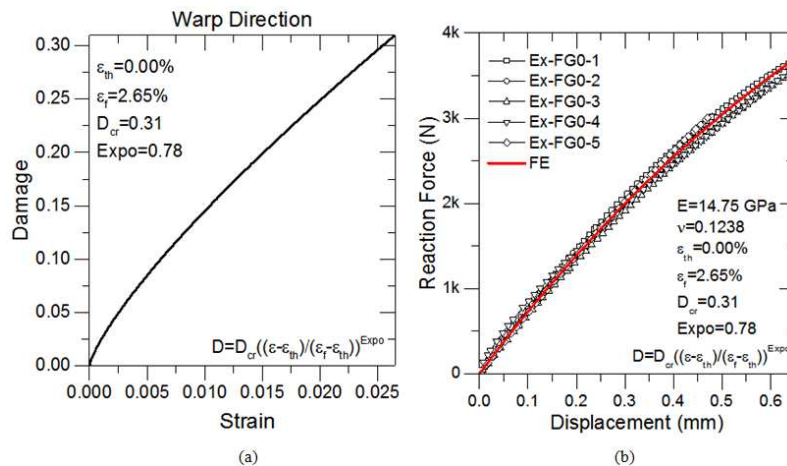 Warp Direction
0.30
0.25
0.20
0.15
0.10
0.05
0.00
Damage
ε_th=0.00%
ε_f=2.65%
D_cr=0.31
Expo=0.78
D=D_cr((ε-ε_th)/(ε_f-ε_th))^Expo
0.000 0.005 0.010 0.015 0.020 0.025
Strain
(a)
4k
3k
2k
1k
0
Reaction Force (N)
Ex-FG0-1
Ex-FG0-2
Ex-FG0-3
Ex-FG0-4
Ex-FG0-5
FE
E=14.75 GPa
ν=0.1238
ε_th=0.00%
ε_f=2.65%
D_cr=0.31
Expo=0.78
D=D_cr((ε-ε_th)/(ε_f-ε_th))^Expo
0.0 0.1 0.2 0.3 0.4 0.5 0.6
Displacement (mm)
(b)